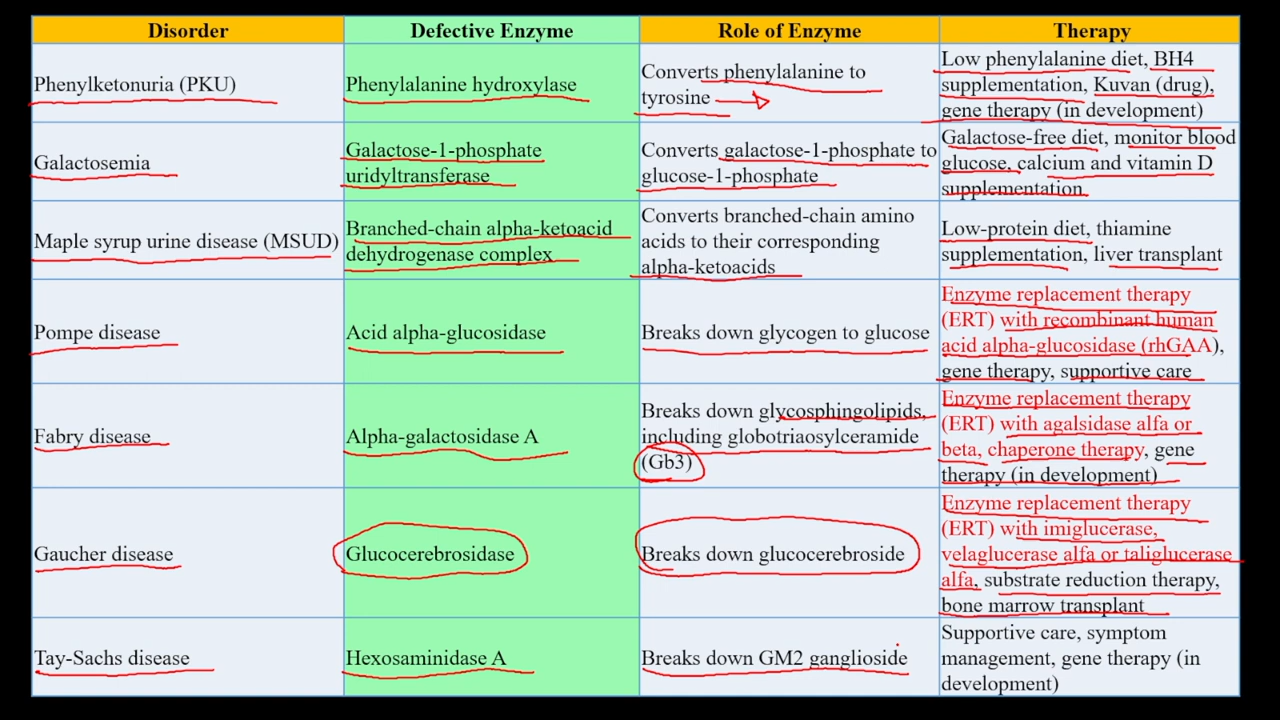 Disorder
Defective Enzyme
Role of Enzyme
Therapy
Phenylketonuria (PKU)
Phenylalanine hydroxylase
Converts phenylalanine to
tyrosine
Low phenylalanine diet, BH4
supplementation, Kuvan (drug),
gene therapy (in development)
Galactosemia
Galactose-1-phosphate
uridyltransferase
Converts galactose-1-phosphate to
glucose-1-phosphate
Galactose-free diet, monitor blood
glucose, calcium and vitamin D
supplementation
Maple syrup urine disease (MSUD)
Branched-chain alpha-ketoacid
dehydrogenase complex
Converts branched-chain amino
acids to their corresponding
alpha-ketoacids
Low-protein diet, thiamine
supplementation, liver transplant
Pompe disease
Acid alpha-glucosidase
Breaks down glycogen to glucose
Enzyme replacement therapy
(ERT) with recombinant human
acid alpha-glucosidase (rhGAA),
gene therapy, supportive care
Fabry disease
Alpha-galactosidase A
Breaks down glycosphingolipids,
including globotriaosylceramide
(Gb3)
Enzyme replacement therapy
(ERT) with agalsidase alfa or
beta, chaperone therapy, gene
therapy (in development)
Gaucher disease
Glucocerebrosidase
Breaks down glucocerebroside
Enzyme replacement therapy
(ERT) with imiglucerase,
velaglucerase alfa or taliglucerase
alfa, substrate reduction therapy,
bone marrow transplant
Tay-Sachs disease
Hexosaminidase A
Breaks down GM2 ganglioside
Supportive care, symptom
management, gene therapy (in
development)